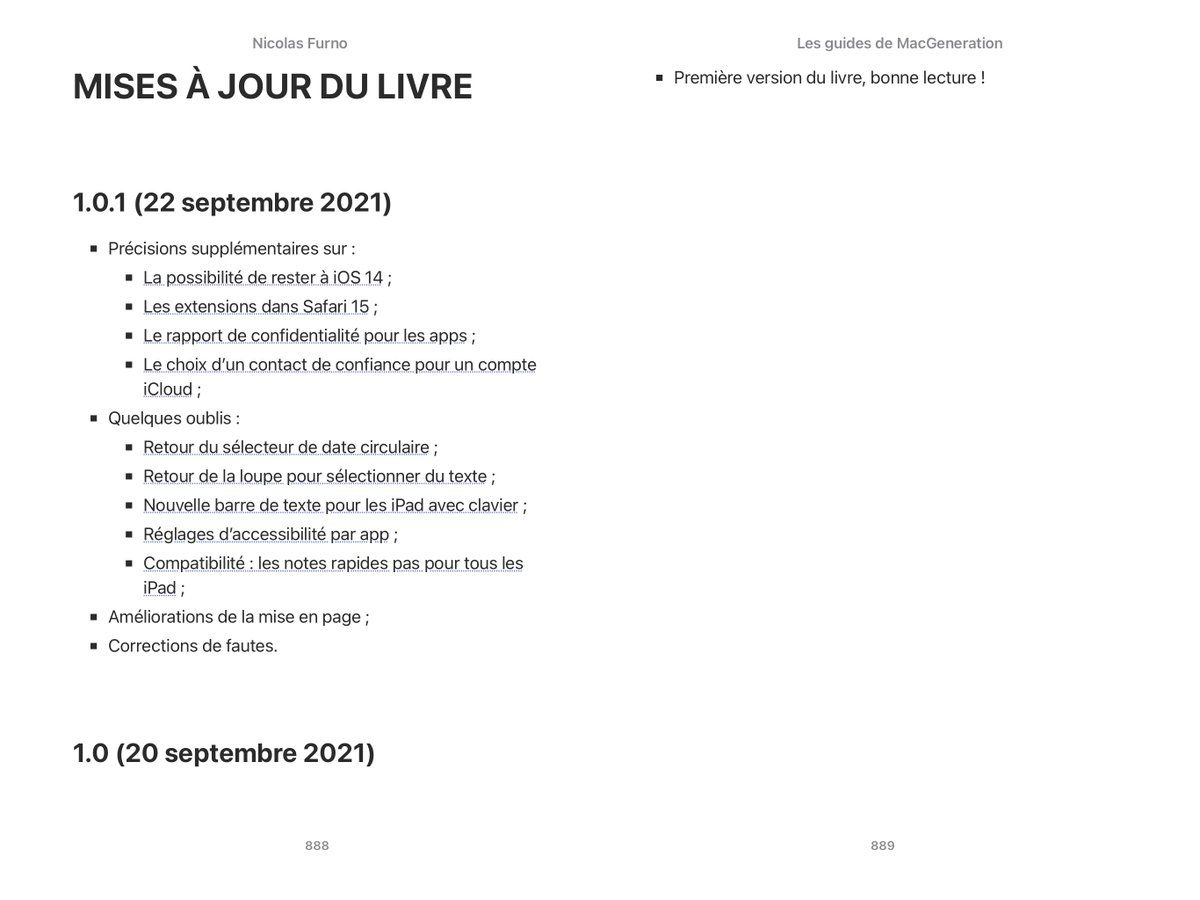 Nicolas Furno
MISES À JOUR DU LIVRE
1.0.1 (22 septembre 2021)
▪ Précisions supplémentaires sur :
▪ La possibilité de rester à iOS 14 ;
▪ Les extensions dans Safari 15 ;
▪ Le rapport de confidentialité pour les apps ;
▪ Le choix d’un contact de confiance pour un compte
iCloud ;
▪ Quelques oublis :
▪ Retour du sélecteur de date circulaire ;
▪ Retour de la loupe pour sélectionner du texte ;
▪ Nouvelle barre de texte pour les iPad avec clavier ;
▪ Réglages d’accessibilité par app ;
▪ Compatibilité : les notes rapides pas pour tous les
iPad ;
▪ Améliorations de la mise en page ;
▪ Corrections de fautes.
1.0 (20 septembre 2021)
888
Les guides de MacGeneration
▪ Première version du livre, bonne lecture !
889